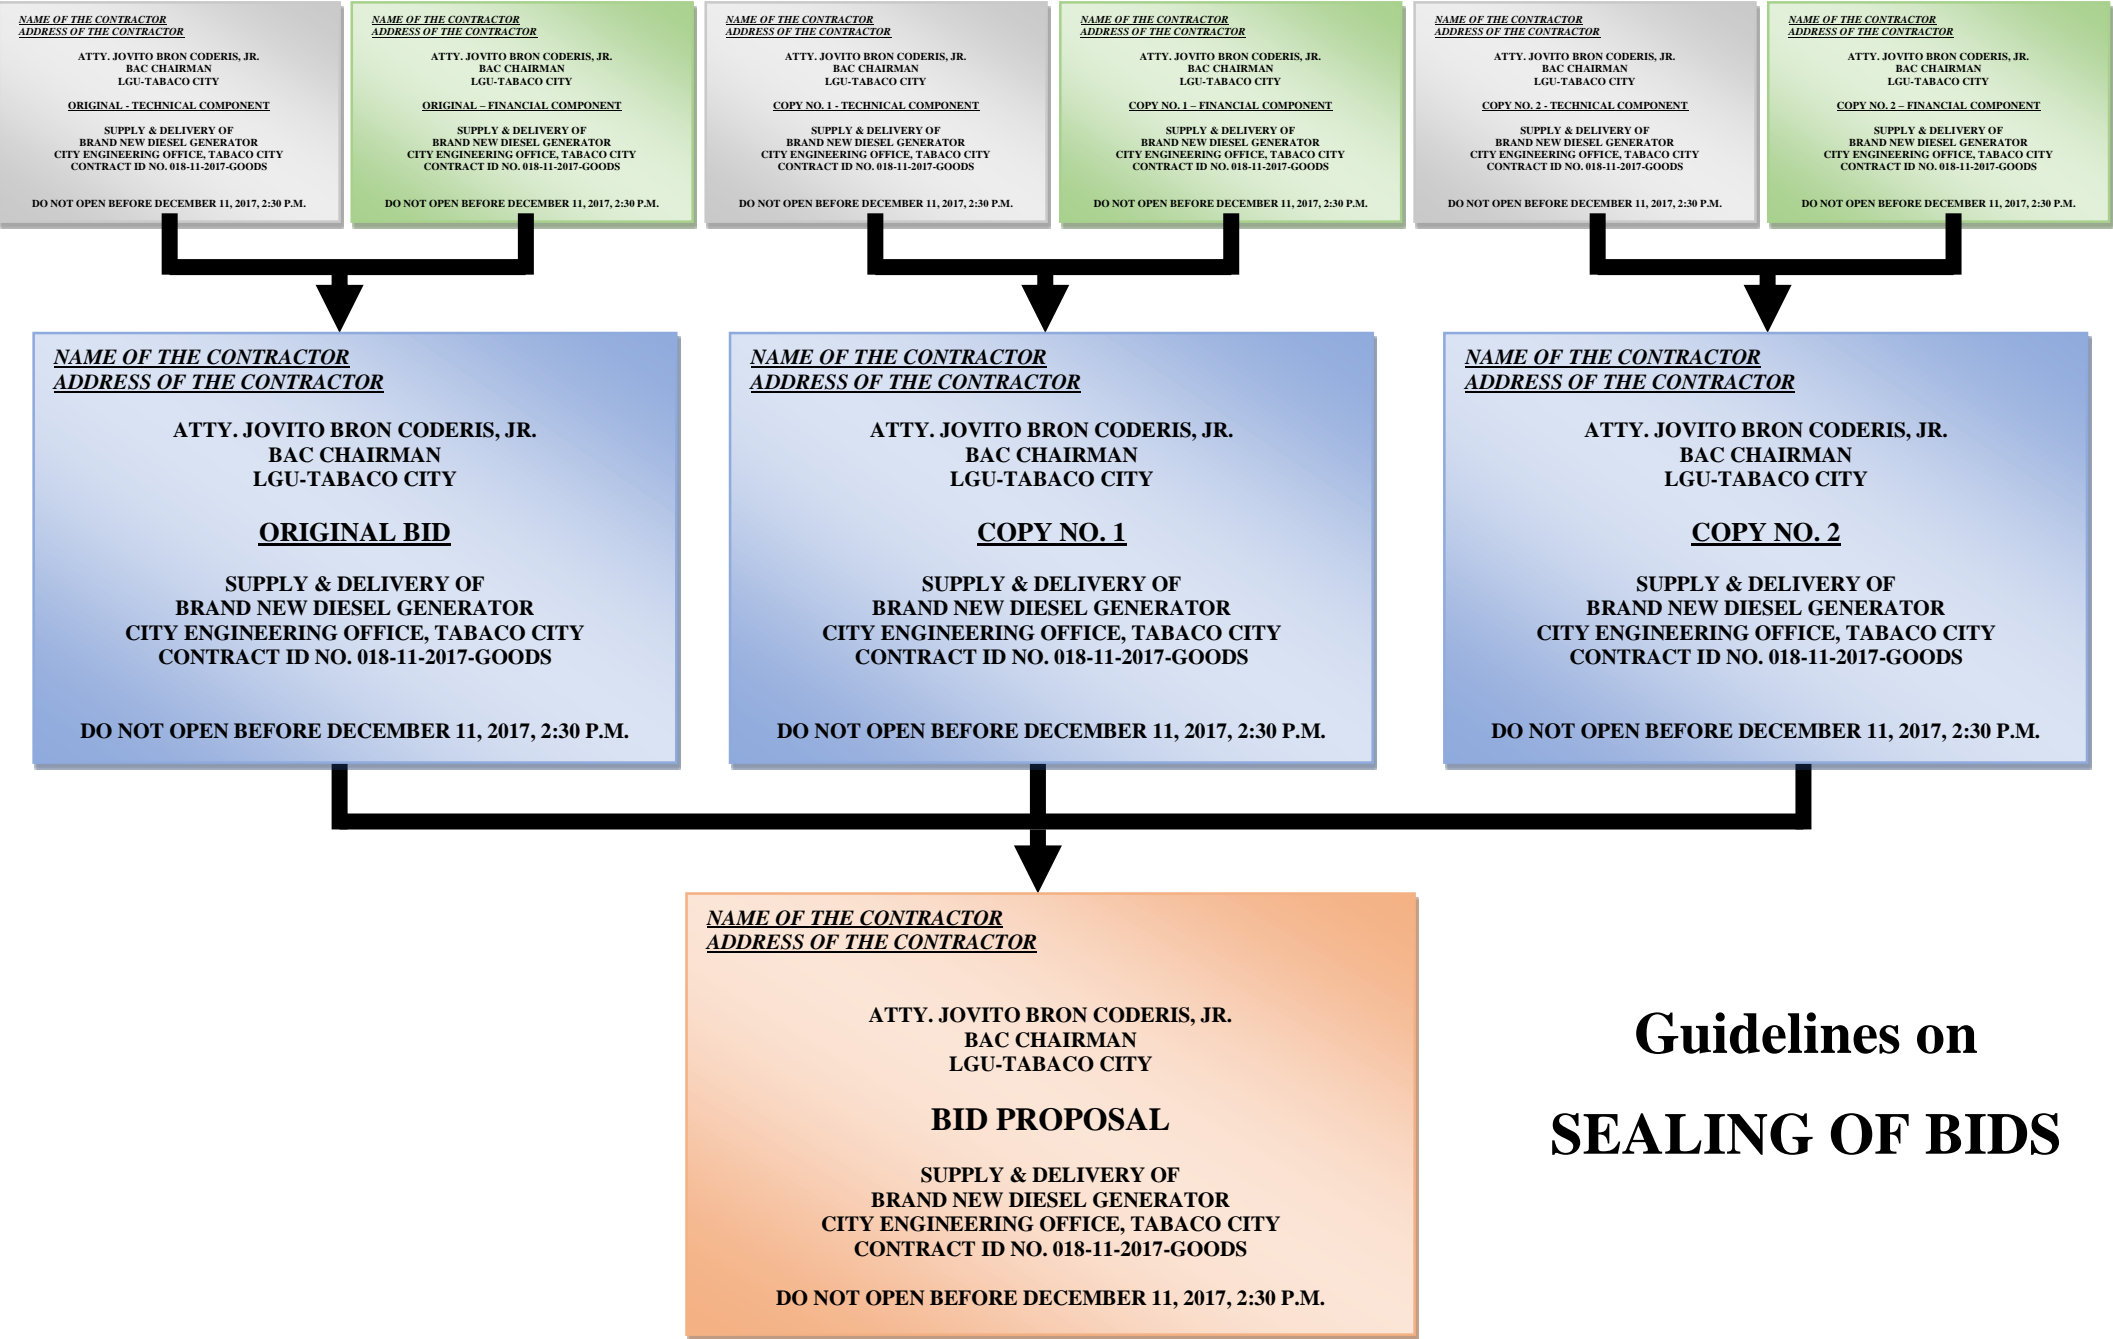 NAME OF THE CONTRACTOR
ADDRESS OF THE CONTRACTOR
ATTY. JOVITO BRON CODERIS, JR.
BAC CHAIRMAN
LGU-TABACO CITY
ORIGINAL - TECHNICAL COMPONENT
SUPPLY & DELIVERY OF
BRAND NEW DIESEL GENERATOR
CITY ENGINEERING OFFICE, TABACO CITY
CONTRACT ID NO. 018-11-2017-GOODS
DO NOT OPEN BEFORE DECEMBER 11, 2017, 2:30 P.M.
NAME OF THE CONTRACTOR
ADDRESS OF THE CONTRACTOR
ATTY. JOVITO BRON CODERIS, JR.
BAC CHAIRMAN
LGU-TABACO CITY
ORIGINAL – FINANCIAL COMPONENT
SUPPLY & DELIVERY OF
BRAND NEW DIESEL GENERATOR
CITY ENGINEERING OFFICE, TABACO CITY
CONTRACT ID NO. 018-11-2017-GOODS
DO NOT OPEN BEFORE DECEMBER 11, 2017, 2:30 P.M.
NAME OF THE CONTRACTOR
ADDRESS OF THE CONTRACTOR
ATTY. JOVITO BRON CODERIS, JR.
BAC CHAIRMAN
LGU-TABACO CITY
COPY NO. 1 - TECHNICAL COMPONENT
SUPPLY & DELIVERY OF
BRAND NEW DIESEL GENERATOR
CITY ENGINEERING OFFICE, TABACO CITY
CONTRACT ID NO. 018-11-2017-GOODS
DO NOT OPEN BEFORE DECEMBER 11, 2017, 2:30 P.M.
NAME OF THE CONTRACTOR
ADDRESS OF THE CONTRACTOR
ATTY. JOVITO BRON CODERIS, JR.
BAC CHAIRMAN
LGU-TABACO CITY
COPY NO. 1 – FINANCIAL COMPONENT
SUPPLY & DELIVERY OF
BRAND NEW DIESEL GENERATOR
CITY ENGINEERING OFFICE, TABACO CITY
CONTRACT ID NO. 018-11-2017-GOODS
DO NOT OPEN BEFORE DECEMBER 11, 2017, 2:30 P.M.
NAME OF THE CONTRACTOR
ADDRESS OF THE CONTRACTOR
ATTY. JOVITO BRON CODERIS, JR.
BAC CHAIRMAN
LGU-TABACO CITY
COPY NO. 2 - TECHNICAL COMPONENT
SUPPLY & DELIVERY OF
BRAND NEW DIESEL GENERATOR
CITY ENGINEERING OFFICE, TABACO CITY
CONTRACT ID NO. 018-11-2017-GOODS
DO NOT OPEN BEFORE DECEMBER 11, 2017, 2:30 P.M.
NAME OF THE CONTRACTOR
ADDRESS OF THE CONTRACTOR
ATTY. JOVITO BRON CODERIS, JR.
BAC CHAIRMAN
LGU-TABACO CITY
COPY NO. 2 – FINANCIAL COMPONENT
SUPPLY & DELIVERY OF
BRAND NEW DIESEL GENERATOR
CITY ENGINEERING OFFICE, TABACO CITY
CONTRACT ID NO. 018-11-2017-GOODS
DO NOT OPEN BEFORE DECEMBER 11, 2017, 2:30 P.M.
NAME OF THE CONTRACTOR
ADDRESS OF THE CONTRACTOR
ATTY. JOVITO BRON CODERIS, JR.
BAC CHAIRMAN
LGU-TABACO CITY
ORIGINAL BID
SUPPLY & DELIVERY OF
BRAND NEW DIESEL GENERATOR
CITY ENGINEERING OFFICE, TABACO CITY
CONTRACT ID NO. 018-11-2017-GOODS
DO NOT OPEN BEFORE DECEMBER 11, 2017, 2:30 P.M.
NAME OF THE CONTRACTOR
ADDRESS OF THE CONTRACTOR
ATTY. JOVITO BRON CODERIS, JR.
BAC CHAIRMAN
LGU-TABACO CITY
COPY NO. 1
SUPPLY & DELIVERY OF
BRAND NEW DIESEL GENERATOR
CITY ENGINEERING OFFICE, TABACO CITY
CONTRACT ID NO. 018-11-2017-GOODS
DO NOT OPEN BEFORE DECEMBER 11, 2017, 2:30 P.M.
NAME OF THE CONTRACTOR
ADDRESS OF THE CONTRACTOR
ATTY. JOVITO BRON CODERIS, JR.
BAC CHAIRMAN
LGU-TABACO CITY
COPY NO. 2
SUPPLY & DELIVERY OF
BRAND NEW DIESEL GENERATOR
CITY ENGINEERING OFFICE, TABACO CITY
CONTRACT ID NO. 018-11-2017-GOODS
DO NOT OPEN BEFORE DECEMBER 11, 2017, 2:30 P.M.
NAME OF THE CONTRACTOR
ADDRESS OF THE CONTRACTOR
ATTY. JOVITO BRON CODERIS, JR.
BAC CHAIRMAN
LGU-TABACO CITY
BID PROPOSAL
SUPPLY & DELIVERY OF
BRAND NEW DIESEL GENERATOR
CITY ENGINEERING OFFICE, TABACO CITY
CONTRACT ID NO. 018-11-2017-GOODS
DO NOT OPEN BEFORE DECEMBER 11, 2017, 2:30 P.M.
Guidelines on
SEALING OF BIDS